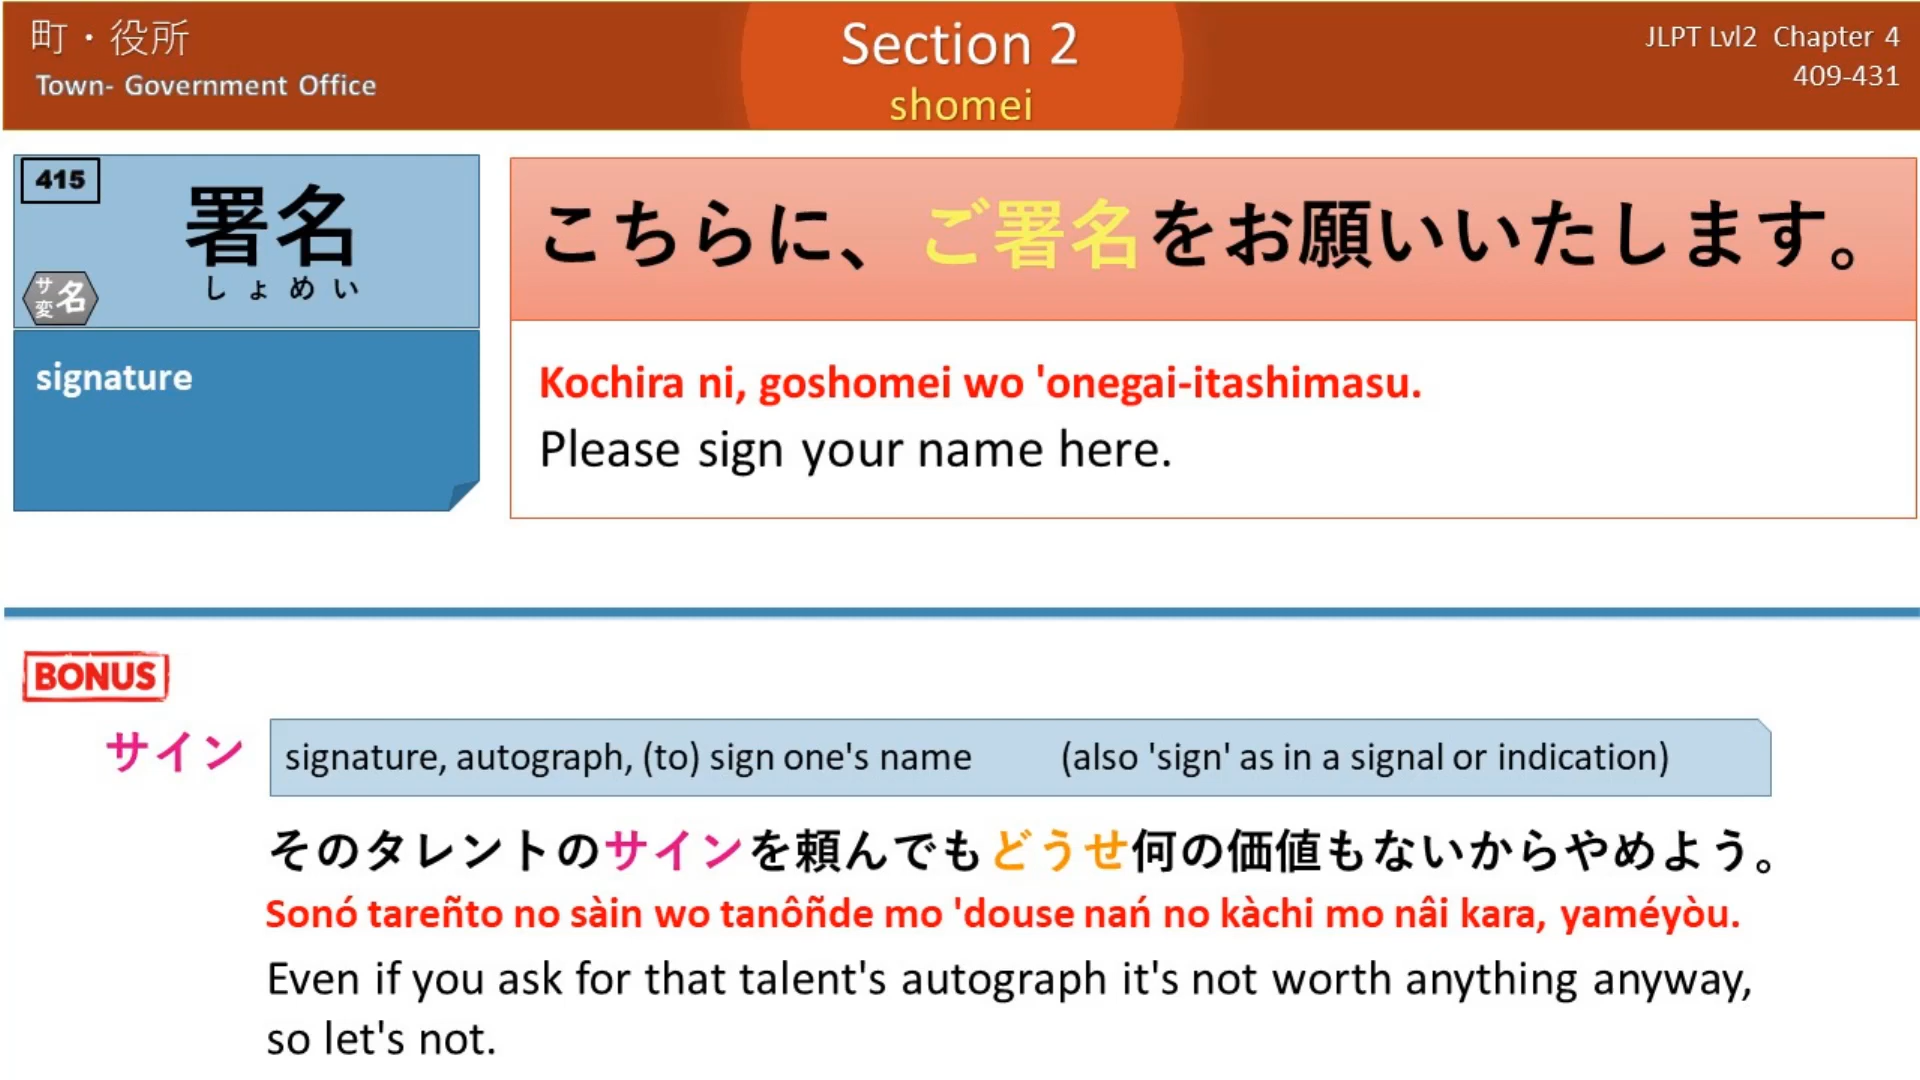 町・役所
Town- Government Office
Section 2
shomei
JLPT Lvl2 Chapter 4
409-431
415
署名
しょめい
サ変 名
signature
こちらに、ご署名をお願いいたします。
Kochira ni, goshomei wo 'onegai-itashimasu.
Please sign your name here.
BONUS
サイン
signature, autograph, (to) sign one's name (also 'sign' as in a signal or indication)
そのタレントのサインを頼んでもどうせ何の価値もないからやめよう。
Sonó tareñto no sàin wo tanôñde mo 'douse nań no kàchi mo nâi kara, yaméyòu.
Even if you ask for that talent's autograph it's not worth anything anyway,
so let's not.